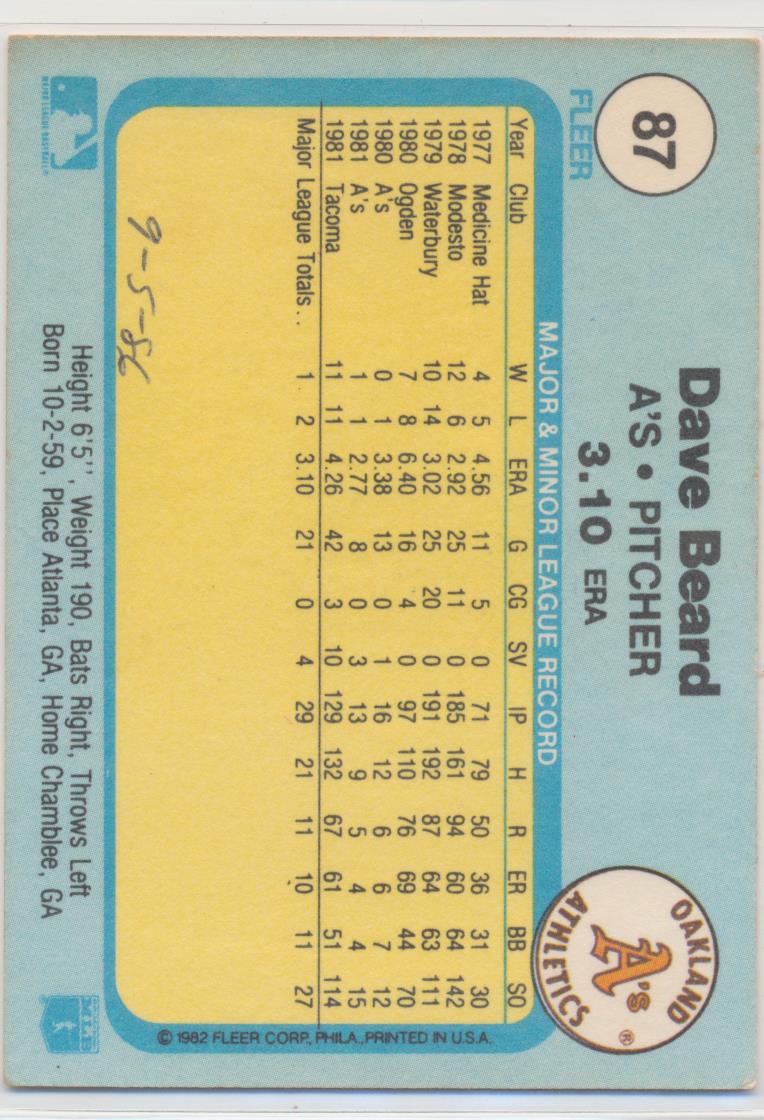 87
FLEER
Dave Beard
A'S • PITCHER
3.10 ERA
OAKLAND
A's ®
ATHLETICS
MAJOR & MINOR LEAGUE RECORD
Year Club W L ERA G CG SV IP H R ER BB SO
1977 Medicine Hat 4 5 4.56 11 5 0 71 79 50 36 31 30
1978 Modesto 12 6 2.92 25 11 0 185 161 94 60 64 142
1979 Waterbury 10 14 3.02 25 20 0 191 192 87 64 63 111
1980 Ogden 7 8 6.40 16 4 0 97 110 76 69 44 70
1980 A's 0 1 3.38 13 0 1 16 12 6 6 7 12
1981 A's 1 1 2.77 8 0 3 13 9 5 4 4 15
1981 Tacoma 11 11 4.26 42 3 10 129 132 67 61 51 114
Major League Totals . . 1 2 3.10 21 0 4 29 21 11 10 11 27
9-5-86
© 1982 FLEER CORP., PHILA., PRINTED IN U.S.A.
MAJOR LEAGUE BASEBALL®
Height 6'5'', Weight 190, Bats Right, Throws Left
Born 10-2-59, Place Atlanta, GA, Home Chamblee, GA